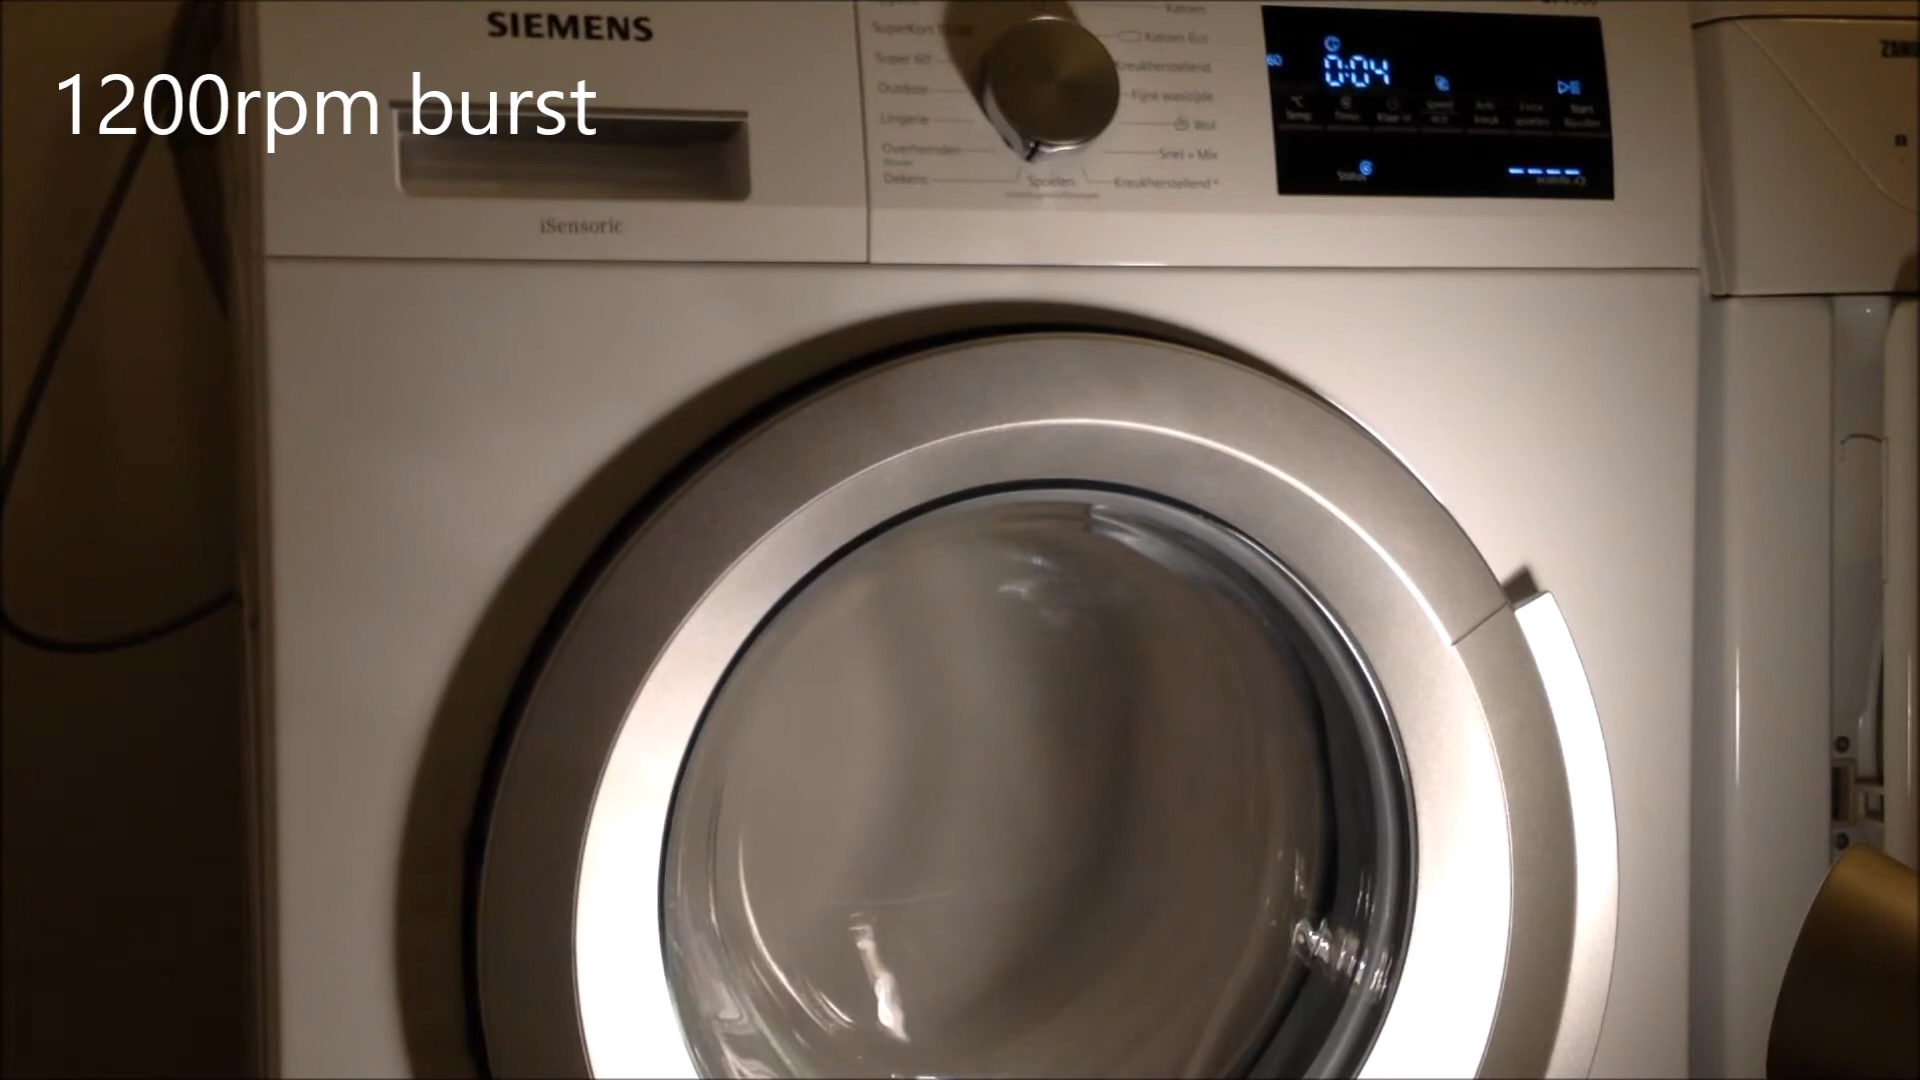 SIEMENS
1200rpm burst
iSensoric
Super 60'
Outdoor
Lingerie
Overhemden
Dekens
Spoelen
Katoen
Katoen Eco
Kreukherstellend
Fijne was/zijde
Wol
Snel + Mix
Kreukherstellend*
0:04
Temp
Start
Status